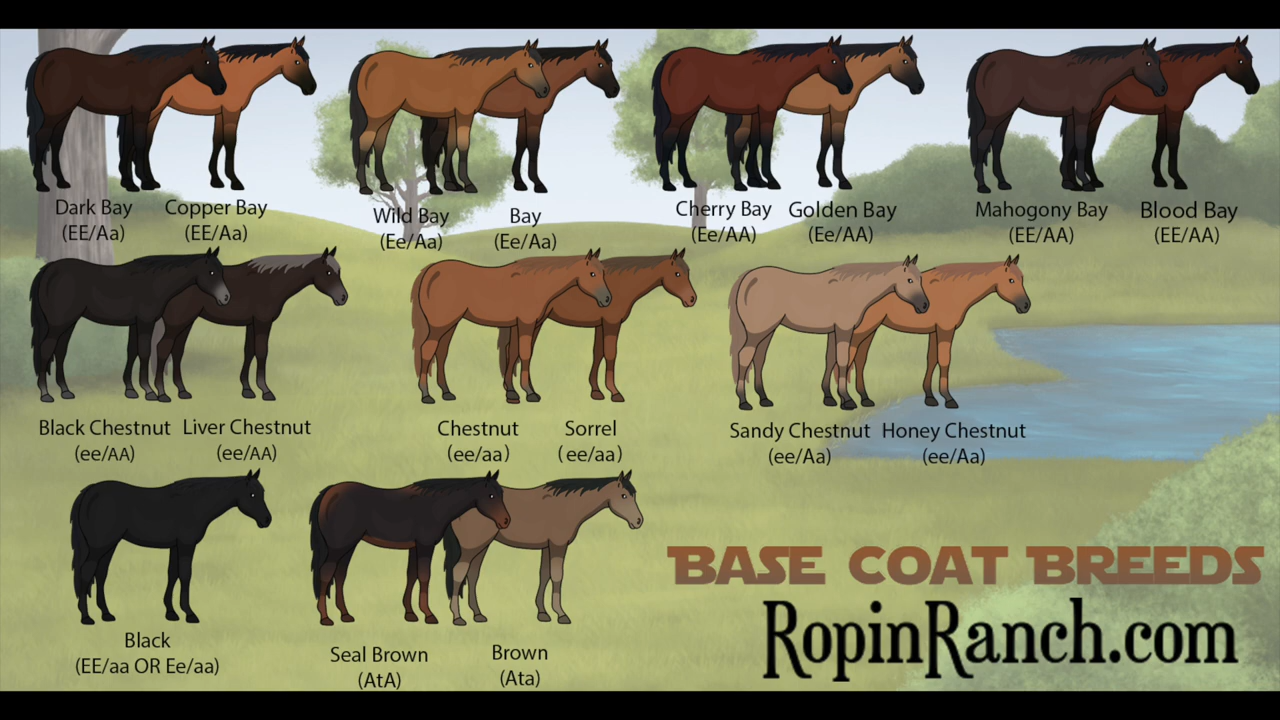 Dark Bay Copper Bay Wild Bay Bay Cherry Bay Golden Bay Mahogony Bay Blood Bay
(EE/Aa) (EE/Aa) (Ee/Aa) (Ee/Aa) (Ee/AA) (Ee/AA) (EE/AA) (EE/AA)
Black Chestnut Liver Chestnut Chestnut Sorrel Sandy Chestnut Honey Chestnut
(ee/AA) (ee/AA) (ee/aa) (ee/aa) (ee/Aa) (ee/Aa)
Black Seal Brown Brown
(EE/aa OR Ee/aa) (AtA) (Ata)
BASE COAT BREEDS
RopinRanch.com